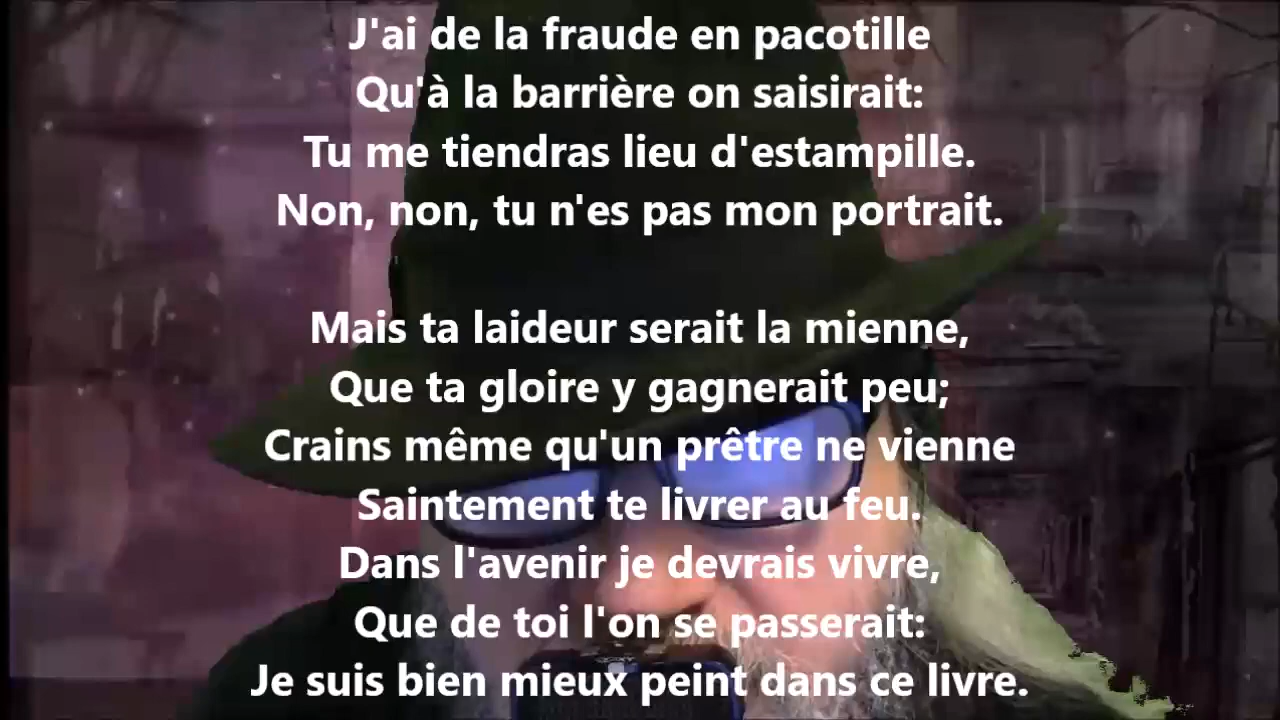 J'ai de la fraude en pacotille
Qu'à la barrière on saisirait:
Tu me tiendras lieu d'estampille.
Non, non, tu n'es pas mon portrait.
Mais ta laideur serait la mienne,
Que ta gloire y gagnerait peu;
Crains même qu'un prêtre ne vienne
Saintement te livrer au feu.
Dans l'avenir je devrais vivre,
Que de toi l'on se passerait:
Je suis bien mieux peint dans ce livre.